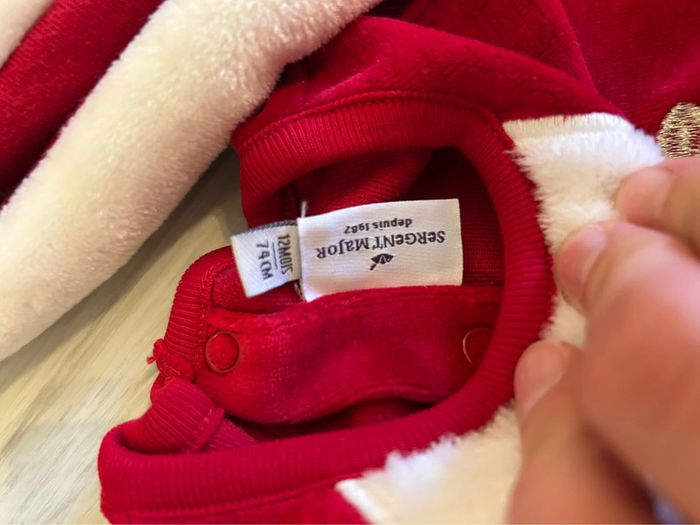 SERGENT MAJOR
depuis 1987
12MOIS
74CM